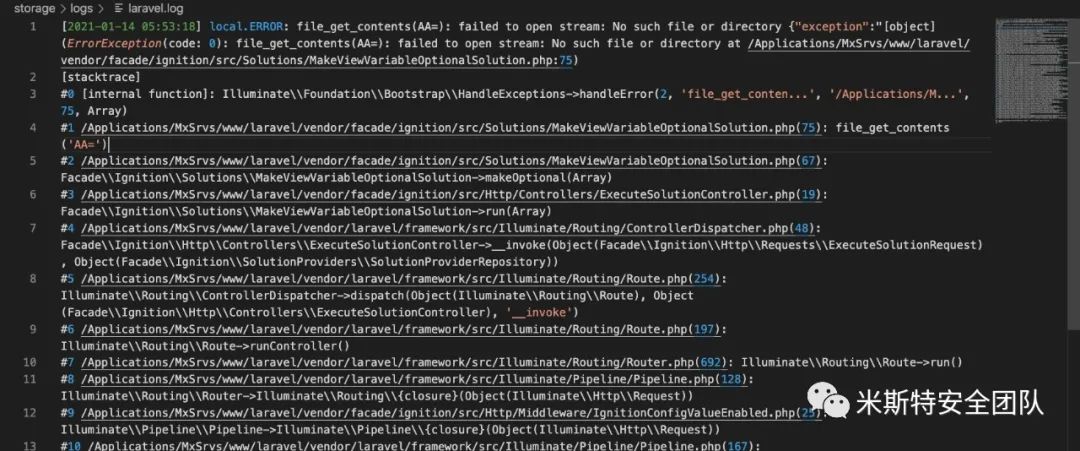 storage > logs > laravel.log
1 [2021-01-14 05:53:18] local.ERROR: file_get_contents(AA=): failed to open stream: No such file or directory {"exception":"[object]
(ErrorException(code: 0): file_get_contents(AA=): failed to open stream: No such file or directory at /Applications/MxSrvs/www/laravel/
vendor/facade/ignition/src/Solutions/MakeViewVariableOptionalSolution.php:75)
2 [stacktrace]
3 #0 [internal function]: Illuminate\\Foundation\\Bootstrap\\HandleExceptions->handleError(2, 'file_get_conten...', '/Applications/M...',
75, Array)
4 #1 /Applications/MxSrvs/www/laravel/vendor/facade/ignition/src/Solutions/MakeViewVariableOptionalSolution.php(75): file_get_contents
('AA=')
5 #2 /Applications/MxSrvs/www/laravel/vendor/facade/ignition/src/Solutions/MakeViewVariableOptionalSolution.php(67):
Facade\\Ignition\\Solutions\\MakeViewVariableOptionalSolution->makeOptional(Array)
6 #3 /Applications/MxSrvs/www/laravel/vendor/facade/ignition/src/Http/Controllers/ExecuteSolutionController.php(19):
Facade\\Ignition\\Solutions\\MakeViewVariableOptionalSolution->run(Array)
7 #4 /Applications/MxSrvs/www/laravel/vendor/laravel/framework/src/Illuminate/Routing/ControllerDispatcher.php(48):
Facade\\Ignition\\Http\\Controllers\\ExecuteSolutionController->__invoke(Object(Facade\\Ignition\\Http\\Requests\\ExecuteSolutionRequest)
, Object(Facade\\Ignition\\SolutionProviders\\SolutionProviderRepository))
8 #5 /Applications/MxSrvs/www/laravel/vendor/laravel/framework/src/Illuminate/Routing/Route.php(254):
Illuminate\\Routing\\ControllerDispatcher->dispatch(Object(Illuminate\\Routing\\Route), Object
(Facade\\Ignition\\Http\\Controllers\\ExecuteSolutionController), '__invoke')
9 #6 /Applications/MxSrvs/www/laravel/vendor/laravel/framework/src/Illuminate/Routing/Route.php(197):
Illuminate\\Routing\\Route->runController()
10 #7 /Applications/MxSrvs/www/laravel/vendor/laravel/framework/src/Illuminate/Routing/Router.php(692): Illuminate\\Routing\\Route->run()
11 #8 /Applications/MxSrvs/www/laravel/vendor/laravel/framework/src/Illuminate/Pipeline/Pipeline.php(128):
Illuminate\\Routing\\Router->Illuminate\\Routing\\{closure}(Object(Illuminate\\Http\\Request))
12 #9 /Applications/MxSrvs/www/laravel/vendor/facade/ignition/src/Http/Middleware/IgnitionConfigValueEnabled.php(25):
Illuminate\\Pipeline\\Pipeline->Illuminate\\Pipeline\\{closure}(Object(Illuminate\\Http\\Request))
13 #10 /Applications/MxSrvs/www/laravel/vendor/laravel/framework/src/Illuminate/Pipeline/Pipeline.php(167):
米斯特安全团队